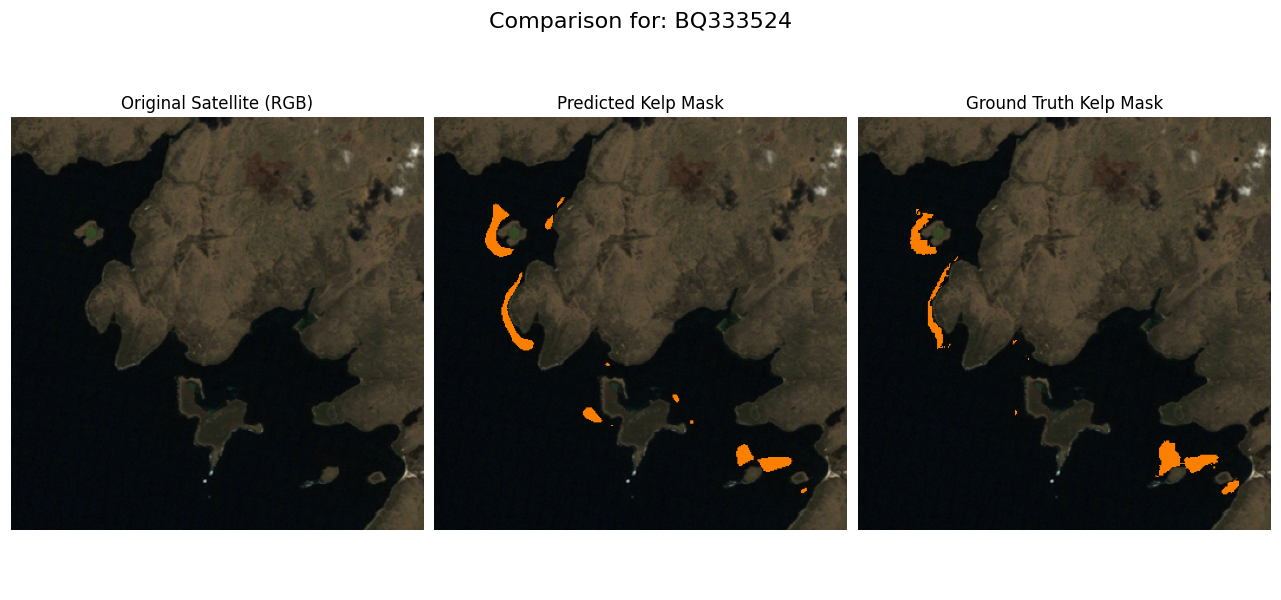 Comparison for: BQ333524
Original Satellite (RGB)
Predicted Kelp Mask
Ground Truth Kelp Mask